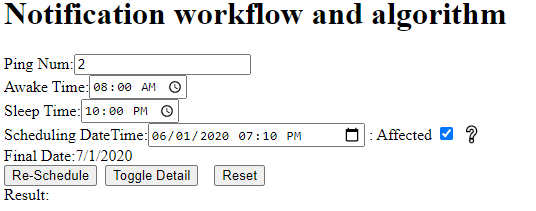 Notification workflow and algorithm
Ping Num: 2
Awake Time: 08:00 AM
Sleep Time: 10:00 PM
Scheduling DateTime: 06/01/2020 07:10 PM : Affected
Final Date:7/1/2020
Re-Schedule Toggle Detail Reset
Result: